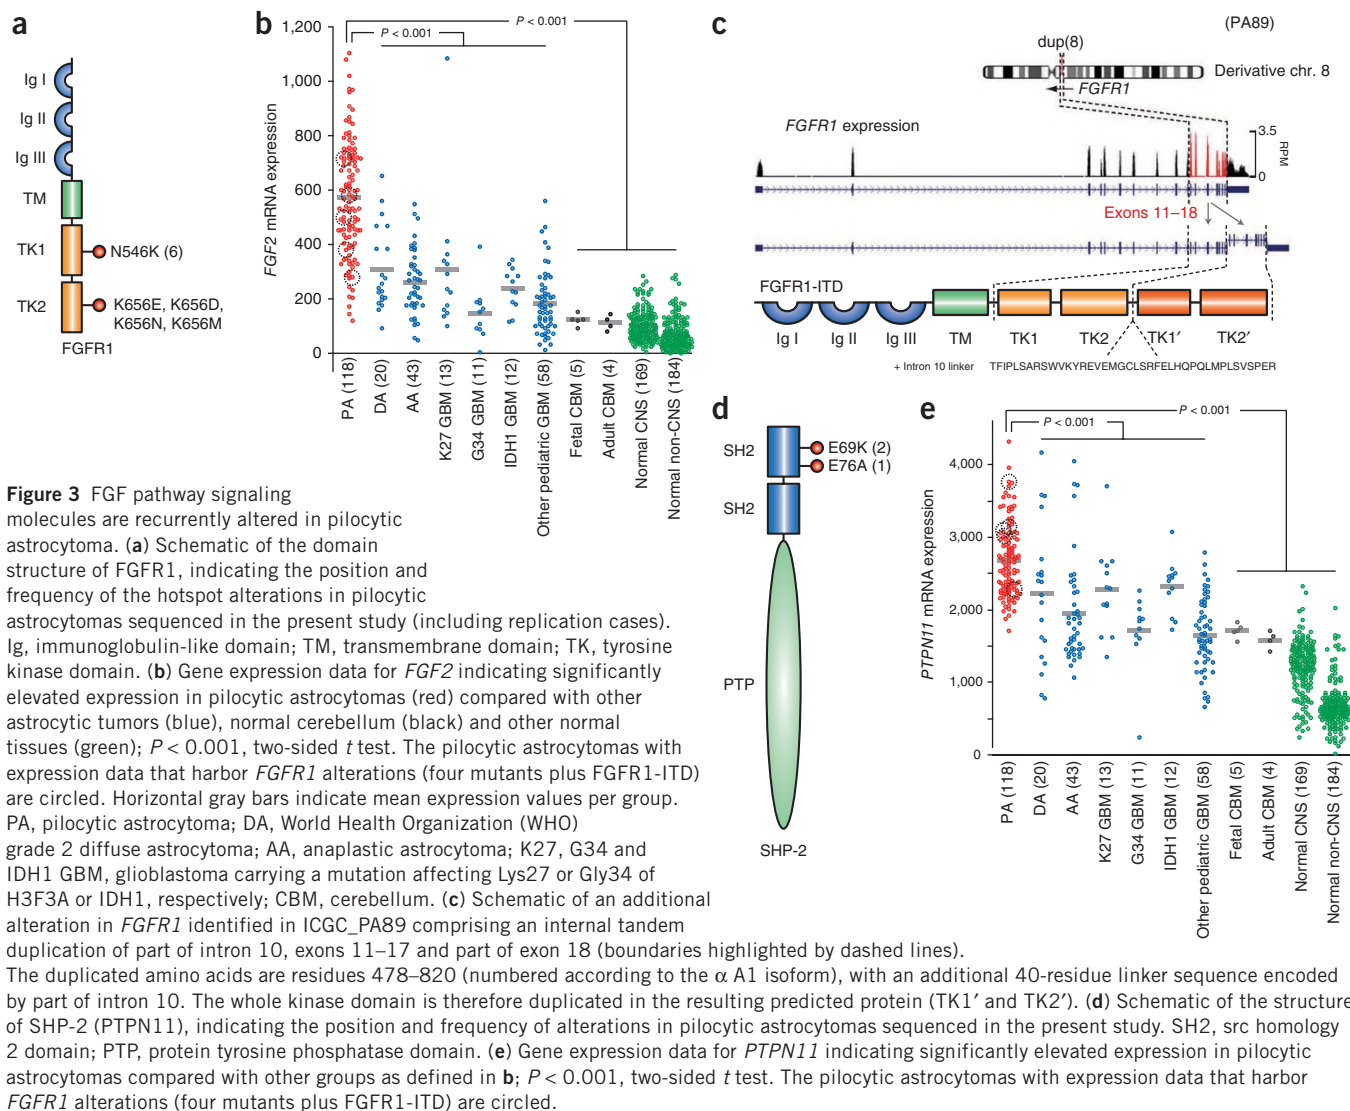 a
Ig I
Ig II
Ig III
TM
TK1
N546K (6)
TK2
K656E, K656D,
K656N, K656M
FGFR1
b
P < 0.001
P < 0.001
FGF2 mRNA expression
1,200
1,000
800
600
400
200
0
PA (118)
DA (20)
AA (43)
K27 GBM (13)
G34 GBM (11)
IDH1 GBM (12)
Other pediatric GBM (58)
Fetal CBM (5)
Adult CBM (4)
Normal CNS (169)
Normal non-CNS (184)
c
(PA89)
dup(8)
Derivative chr. 8
FGFR1
FGFR1 expression
3.5
RPM
0
Exons 11–18
FGFR1-ITD
Ig I
Ig II
Ig III
TM
TK1
TK2
TK1′
TK2′
+ Intron 10 linker
TFIPLSARSWVKYREVEMGCLSRFELHQPQLMPLSVSPER
d
SH2
E69K (2)
E76A (1)
SH2
PTP
SHP-2
e
P < 0.001
P < 0.001
PTPN11 mRNA expression
4,000
3,000
2,000
1,000
0
PA (118)
DA (20)
AA (43)
K27 GBM (13)
G34 GBM (11)
IDH1 GBM (12)
Other pediatric GBM (58)
Fetal CBM (5)
Adult CBM (4)
Normal CNS (169)
Normal non-CNS (184)
Figure 3 FGF pathway signaling
molecules are recurrently altered in pilocytic
astrocytoma. (a) Schematic of the domain
structure of FGFR1, indicating the position and
frequency of the hotspot alterations in pilocytic
astrocytomas sequenced in the present study (including replication cases).
Ig, immunoglobulin-like domain; TM, transmembrane domain; TK, tyrosine
kinase domain. (b) Gene expression data for FGF2 indicating significantly
elevated expression in pilocytic astrocytomas (red) compared with other
astrocytic tumors (blue), normal cerebellum (black) and other normal
tissues (green); P < 0.001, two-sided t test. The pilocytic astrocytomas with
expression data that harbor FGFR1 alterations (four mutants plus FGFR1-ITD)
are circled. Horizontal gray bars indicate mean expression values per group.
PA, pilocytic astrocytoma; DA, World Health Organization (WHO)
grade 2 diffuse astrocytoma; AA, anaplastic astrocytoma; K27, G34 and
IDH1 GBM, glioblastoma carrying a mutation affecting Lys27 or Gly34 of
H3F3A or IDH1, respectively; CBM, cerebellum. (c) Schematic of an additional
alteration in FGFR1 identified in ICGC_PA89 comprising an internal tandem
duplication of part of intron 10, exons 11–17 and part of exon 18 (boundaries highlighted by dashed lines).
The duplicated amino acids are residues 478–820 (numbered according to the α A1 isoform), with an additional 40-residue linker sequence encoded
by part of intron 10. The whole kinase domain is therefore duplicated in the resulting predicted protein (TK1′ and TK2′). (d) Schematic of the structure
of SHP-2 (PTPN11), indicating the position and frequency of alterations in pilocytic astrocytomas sequenced in the present study. SH2, src homology
2 domain; PTP, protein tyrosine phosphatase domain. (e) Gene expression data for PTPN11 indicating significantly elevated expression in pilocytic
astrocytomas compared with other groups as defined in b; P < 0.001, two-sided t test. The pilocytic astrocytomas with expression data that harbor
FGFR1 alterations (four mutants plus FGFR1-ITD) are circled.